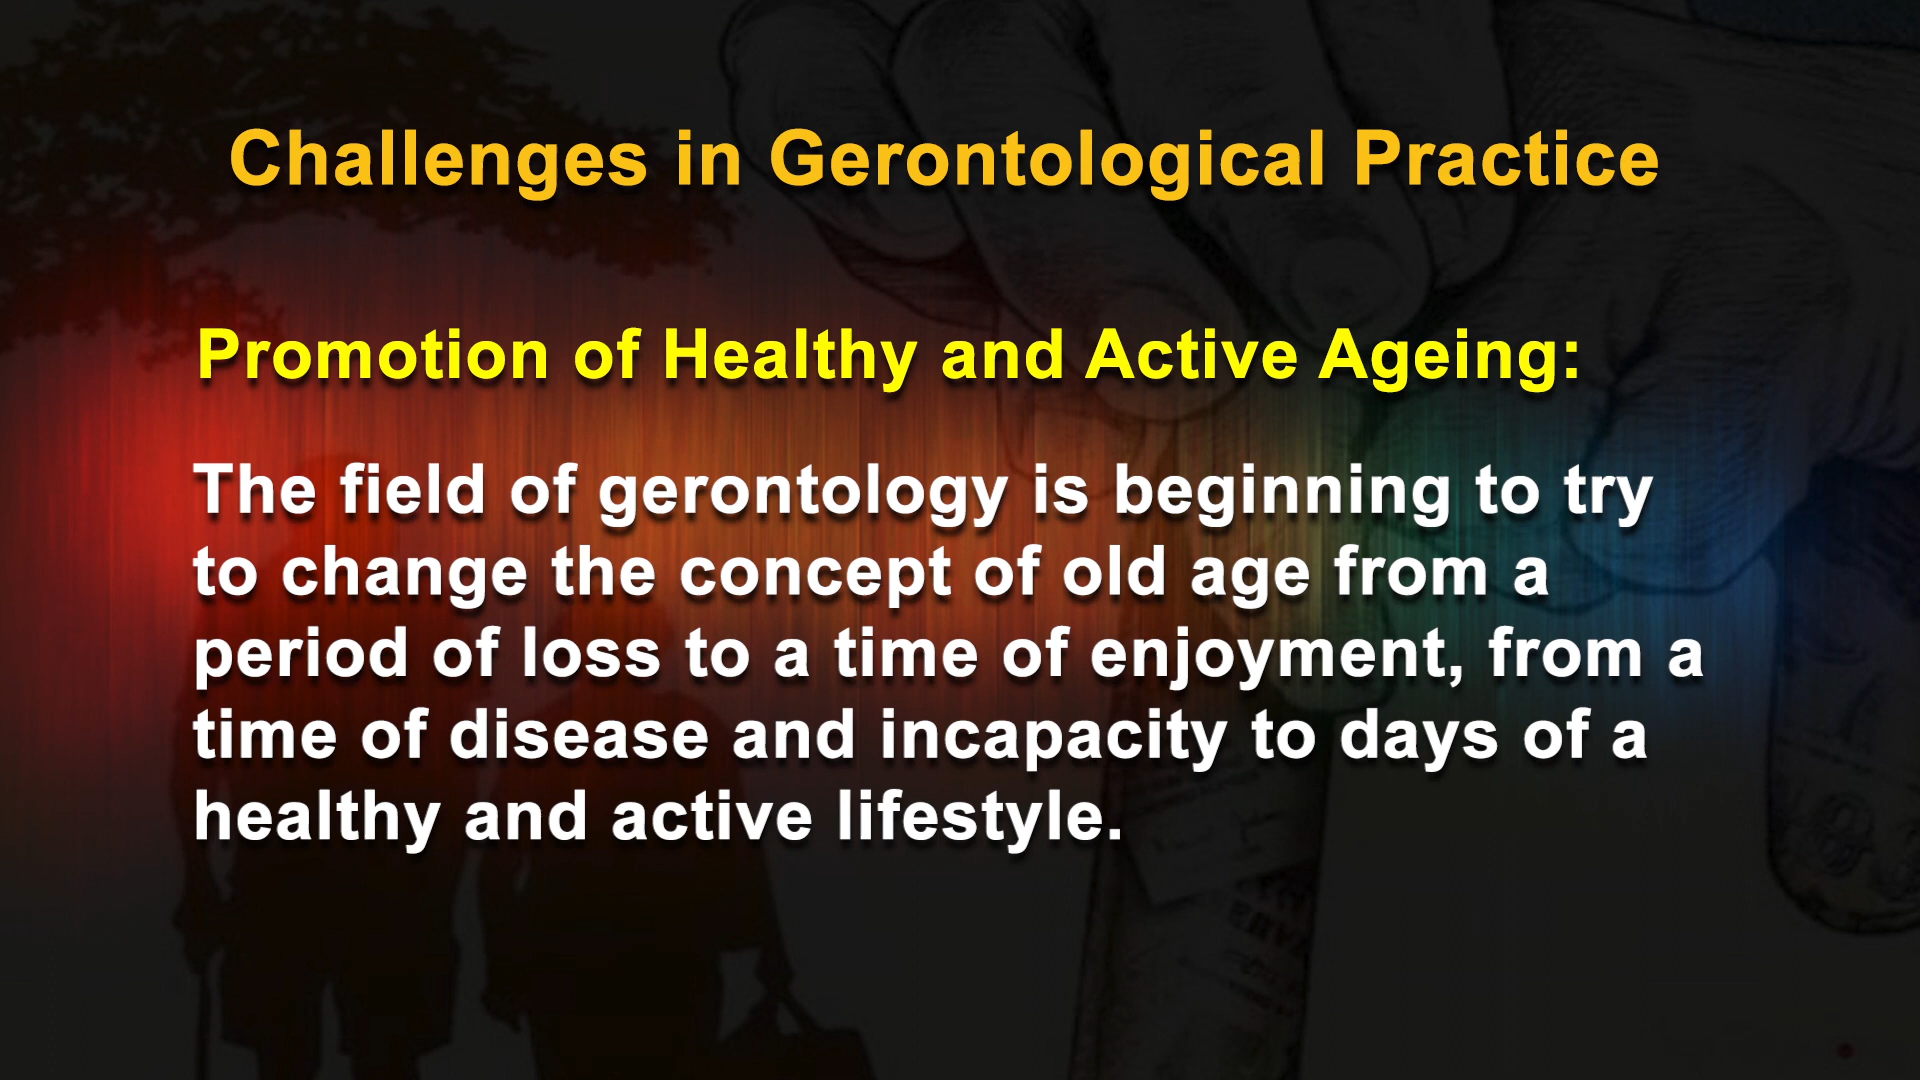 Challenges in Gerontological Practice
Promotion of Healthy and Active Ageing:
The field of gerontology is beginning to try
to change the concept of old age from a
period of loss to a time of enjoyment, from a
time of disease and incapacity to days of a
healthy and active lifestyle.